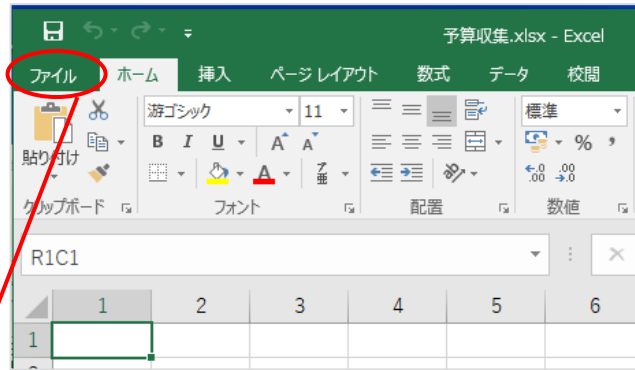 予算収集.xlsx - Excel
ファイル ホーム 挿入 ページ レイアウト 数式 データ 校閲
游ゴシック 11 標準
B I U A A % ,
貼り付け
A 亜 .00 .00
クリップボード フォント 配置 数値
R1C1
1 2 3 4 5 6
1